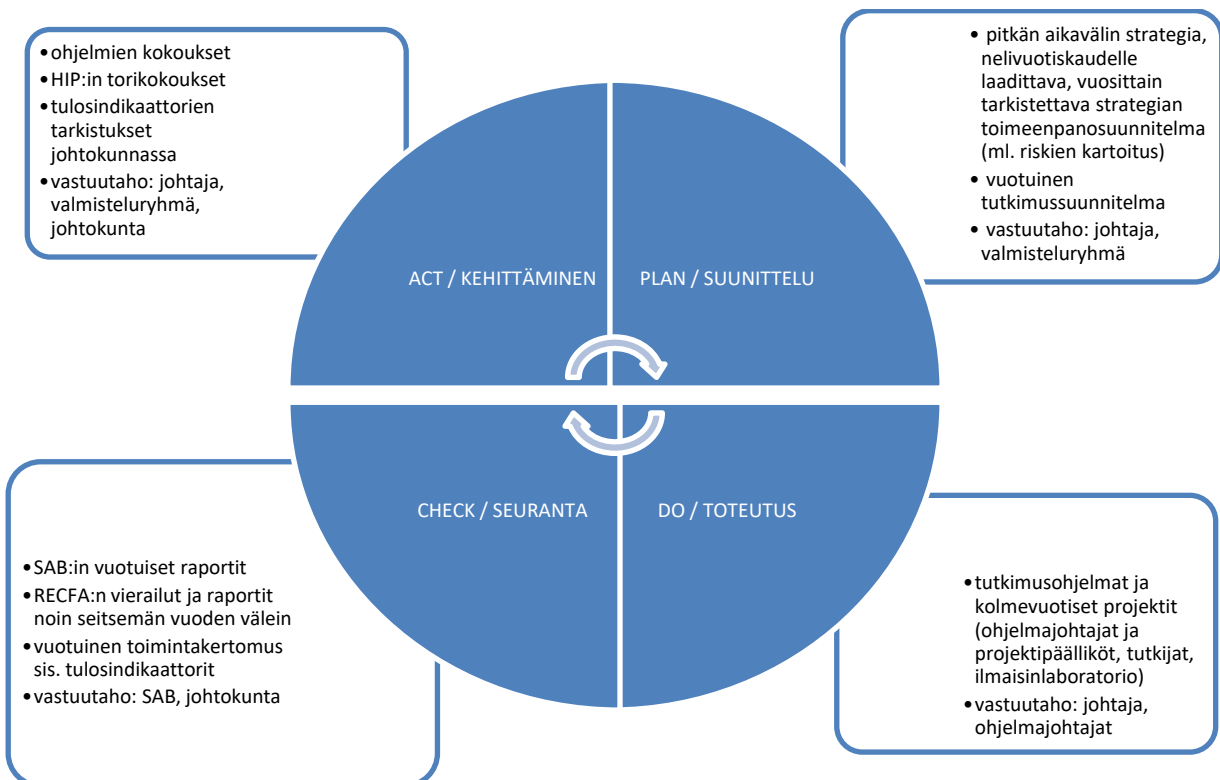 •ohjelmien kokoukset
•HIP:in torikokoukset
•tulosindikaattorien
tarkistukset
johtokunnassa
•vastuutaho: johtaja,
valmisteluryhmä,
johtokunta
• pitkän aikavälin strategia,
nelivuotiskaudelle
laadittava, vuosittain
tarkistettava strategian
toimeenpanosuunnitelma
(ml. riskien kartoitus)
• vuotuinen
tutkimussuunnitelma
• vastuutaho: johtaja,
valmisteluryhmä
ACT / KEHITTÄMINEN
PLAN / SUUNITTELU
CHECK / SEURANTA
DO / TOTEUTUS
•SAB:in vuotuiset raportit
•RECFA:n vierailut ja raportit
noin seitsemän vuoden välein
•vuotuinen toimintakertomus
sis. tulosindikaattorit
•vastuutaho: SAB, johtokunta
•tutkimusohjelmat ja
kolmevuotiset projektit
(ohjelmajohtajat ja
projektipäälliköt, tutkijat,
ilmaisinlaboratorio)
•vastuutaho: johtaja,
ohjelmajohtajat